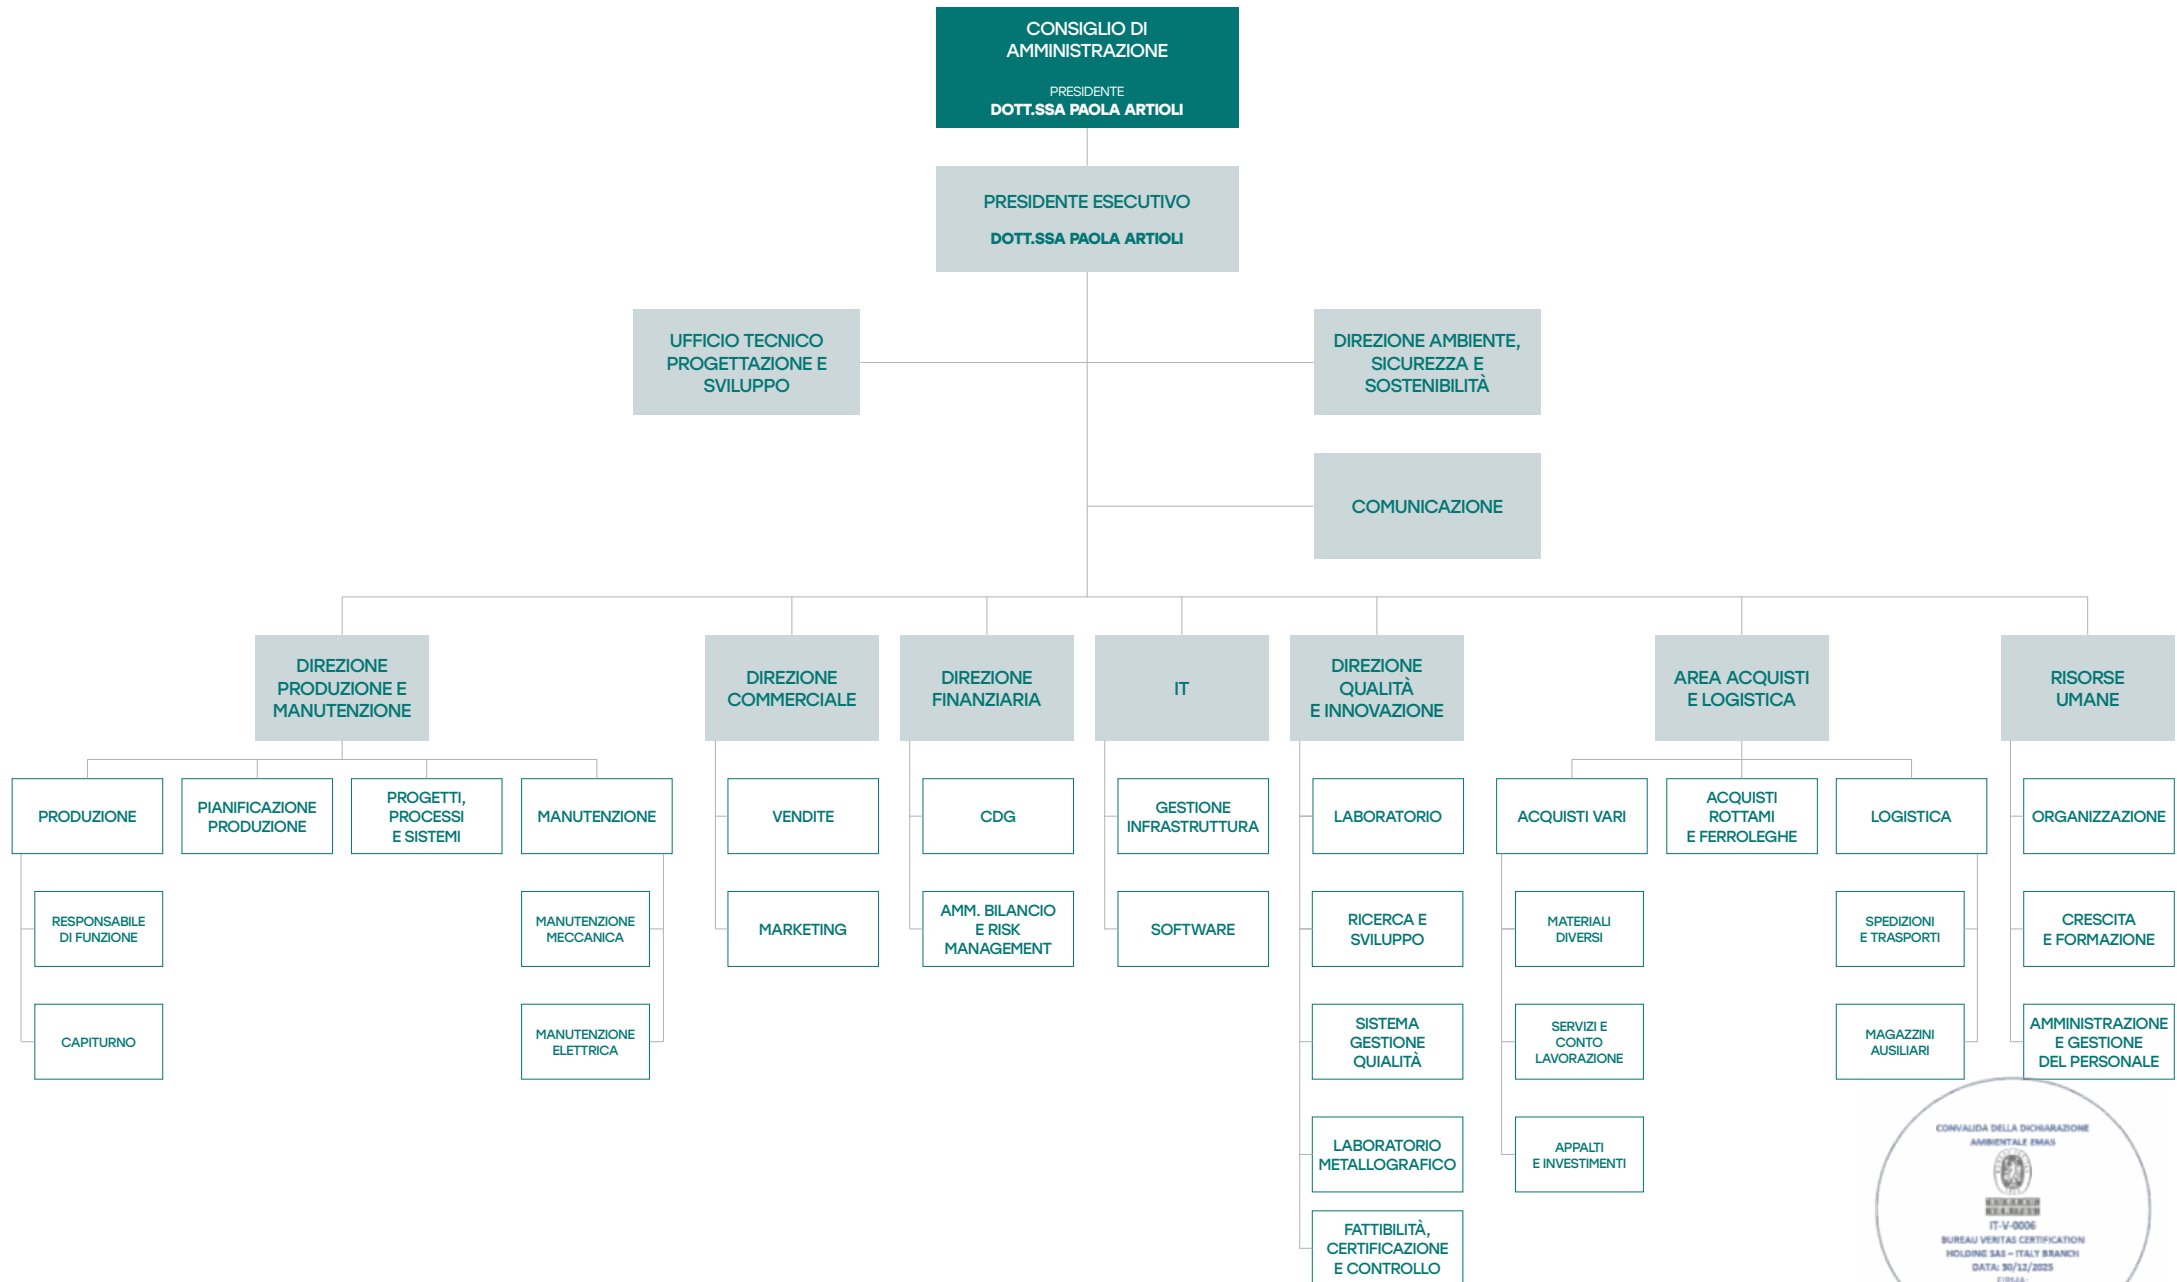 CONSIGLIO DI
AMMINISTRAZIONE
PRESIDENTE
DOTT.SSA PAOLA ARTIOLI
PRESIDENTE ESECUTIVO
DOTT.SSA PAOLA ARTIOLI
UFFICIO TECNICO
PROGETTAZIONE E
SVILUPPO
DIREZIONE AMBIENTE,
SICUREZZA E
SOSTENIBILITÀ
COMUNICAZIONE
DIREZIONE
PRODUZIONE E
MANUTENZIONE
DIREZIONE
COMMERCIALE
DIREZIONE
FINANZIARIA
IT
DIREZIONE
QUALITÀ
E INNOVAZIONE
AREA ACQUISTI
E LOGISTICA
RISORSE
UMANE
PRODUZIONE
PIANIFICAZIONE
PRODUZIONE
PROGETTI,
PROCESSI
E SISTEMI
MANUTENZIONE
VENDITE
CDG
GESTIONE
INFRASTRUTTURA
LABORATORIO
ACQUISTI VARI
ACQUISTI
ROTTAMI
E FERROLEGHE
LOGISTICA
ORGANIZZAZIONE
RESPONSABILE
DI FUNZIONE
MANUTENZIONE
MECCANICA
MARKETING
AMM. BILANCIO
E RISK
MANAGEMENT
SOFTWARE
RICERCA E
SVILUPPO
MATERIALI
DIVERSI
SPEDIZIONI
E TRASPORTI
CRESCITA
E FORMAZIONE
CAPITURNO
MANUTENZIONE
ELETTRICA
SISTEMA
GESTIONE
QUIALITÀ
SERVIZI E
CONTO
LAVORAZIONE
MAGAZZINI
AUSILIARI
AMMINISTRAZIONE
E GESTIONE
DEL PERSONALE
LABORATORIO
METALLOGRAFICO
APPALTI
E INVESTIMENTI
FATTIBILITÀ,
CERTIFICAZIONE
E CONTROLLO
CONVALIDA DELLA DICHIARAZIONE
AMBIENTALE EMAS
BUREAU
VERITAS
IT-V-0006
BUREAU VERITAS CERTIFICATION
HOLDING SAS – ITALY BRANCH
DATA: 30/12/2025
FIRMA: